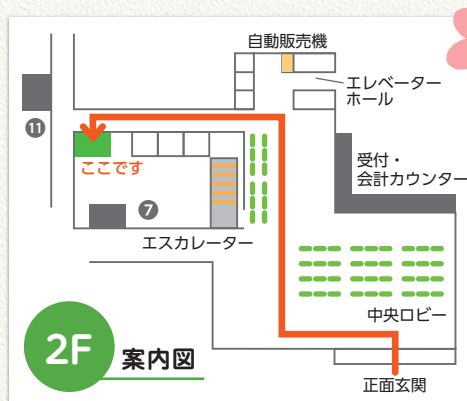 自動販売機
エレベーター
ホール
⓫
ここです
受付・
会計カウンター
❼
エスカレーター
中央ロビー
2F 案内図
正面玄関